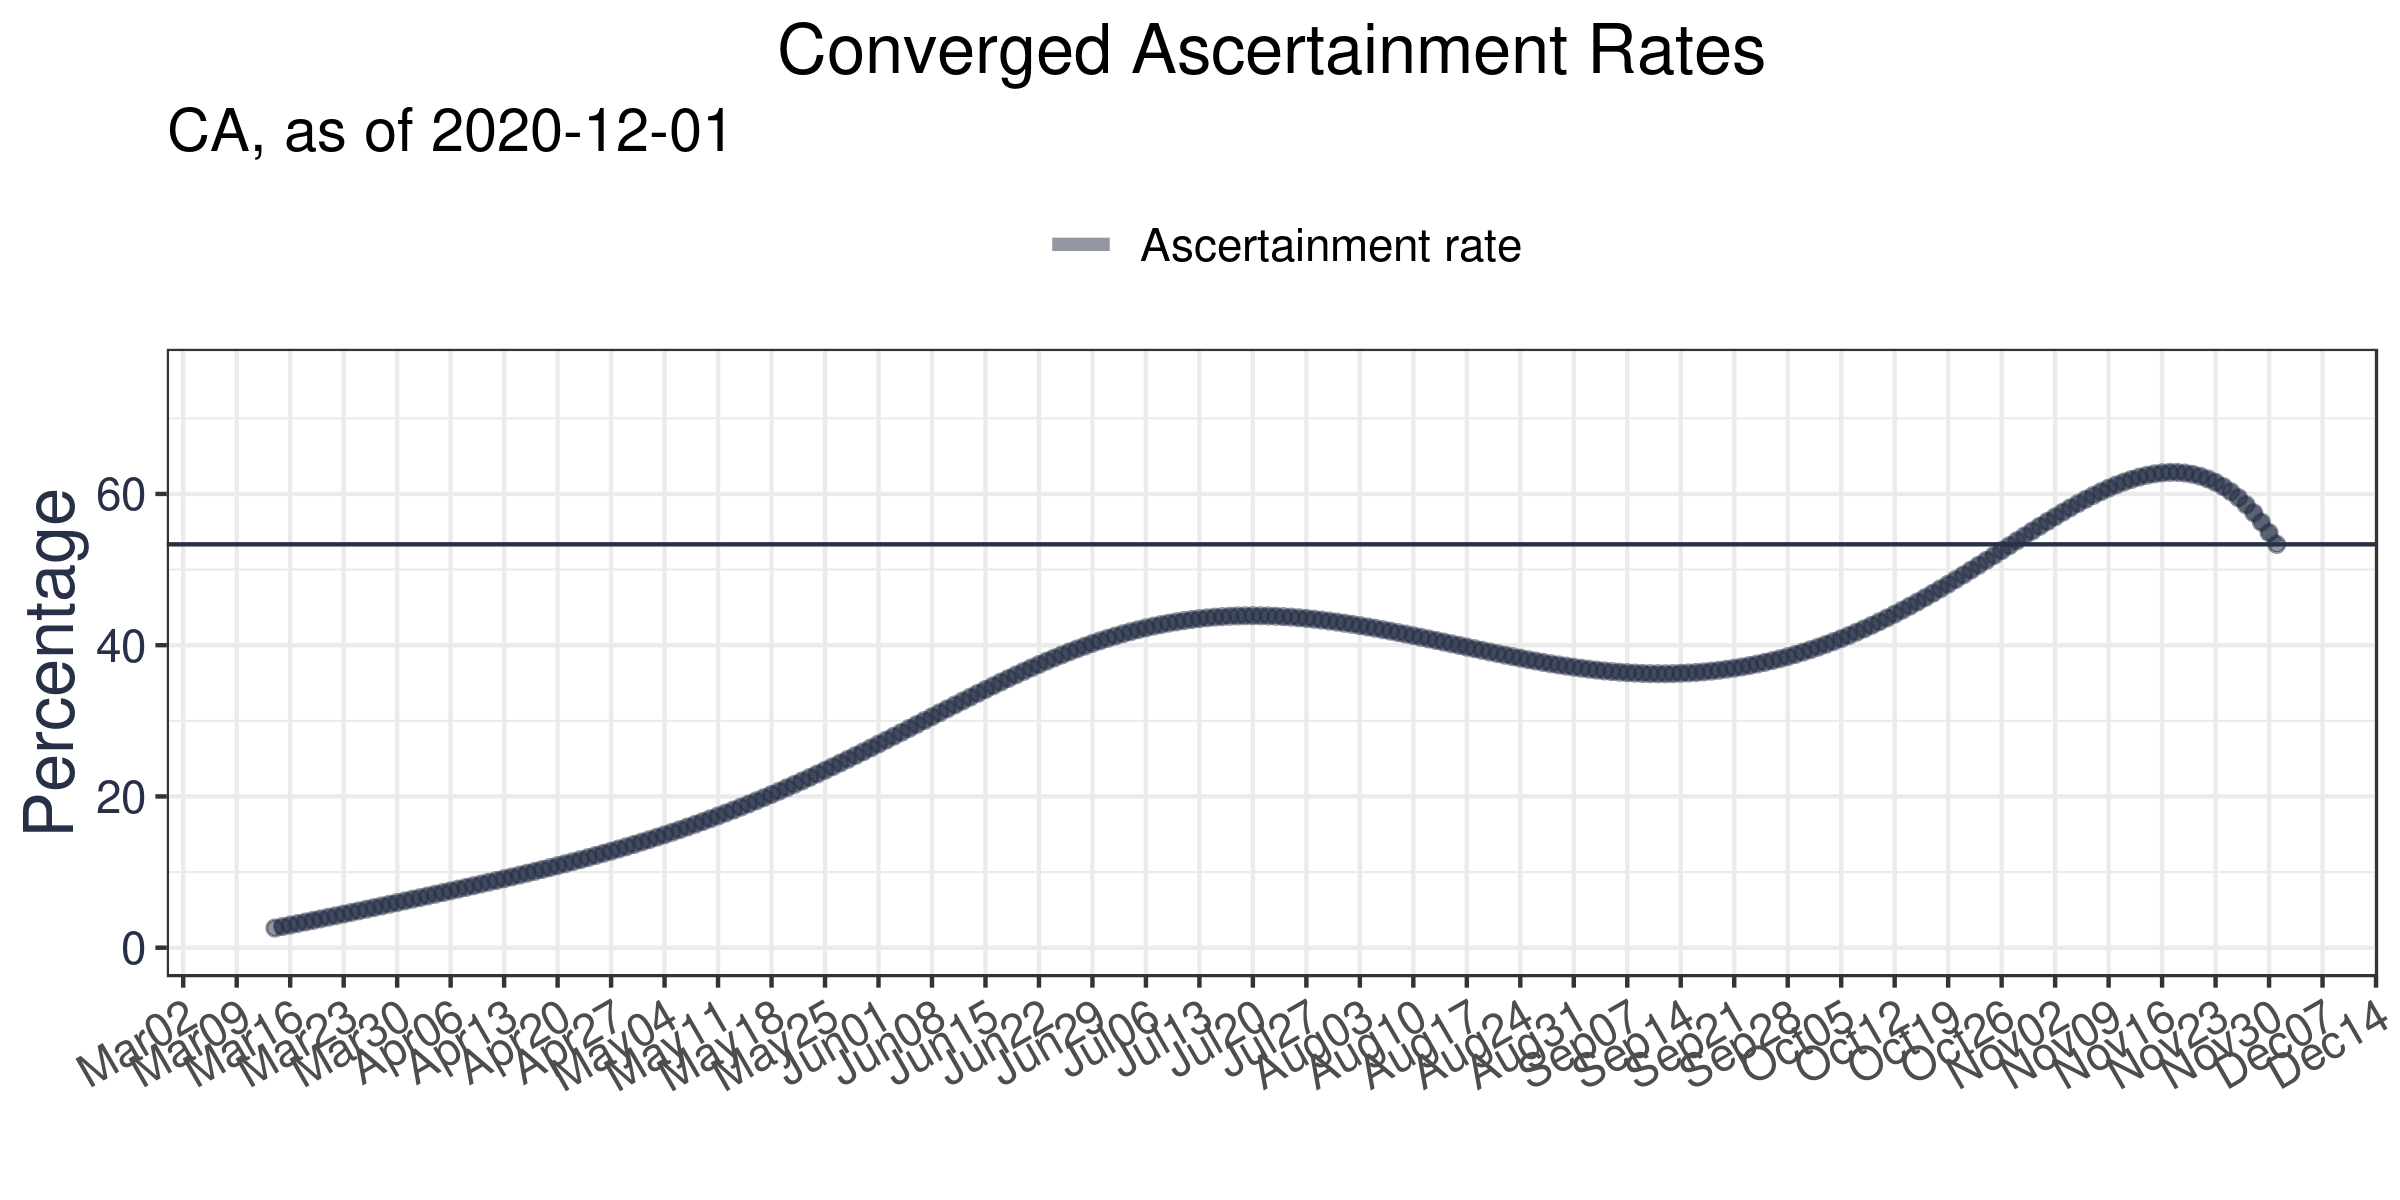 Converged Ascertainment Rates
CA, as of 2020-12-01
Ascertainment rate
Percentage
60
40
20
0
Mar02 Mar09 Mar16 Mar23 Mar30 Apr06 Apr13 Apr20 Apr27 May04 May11 May18 May25 Jun01 Jun08 Jun15 Jun22 Jun29 Jul06 Jul13 Jul20 Jul27 Aug03 Aug10 Aug17 Aug24 Aug31 Sep07 Sep14 Sep21 Sep28 Oct05 Oct12 Oct19 Oct26 Nov02 Nov09 Nov16 Nov23 Nov30 Dec07 Dec14